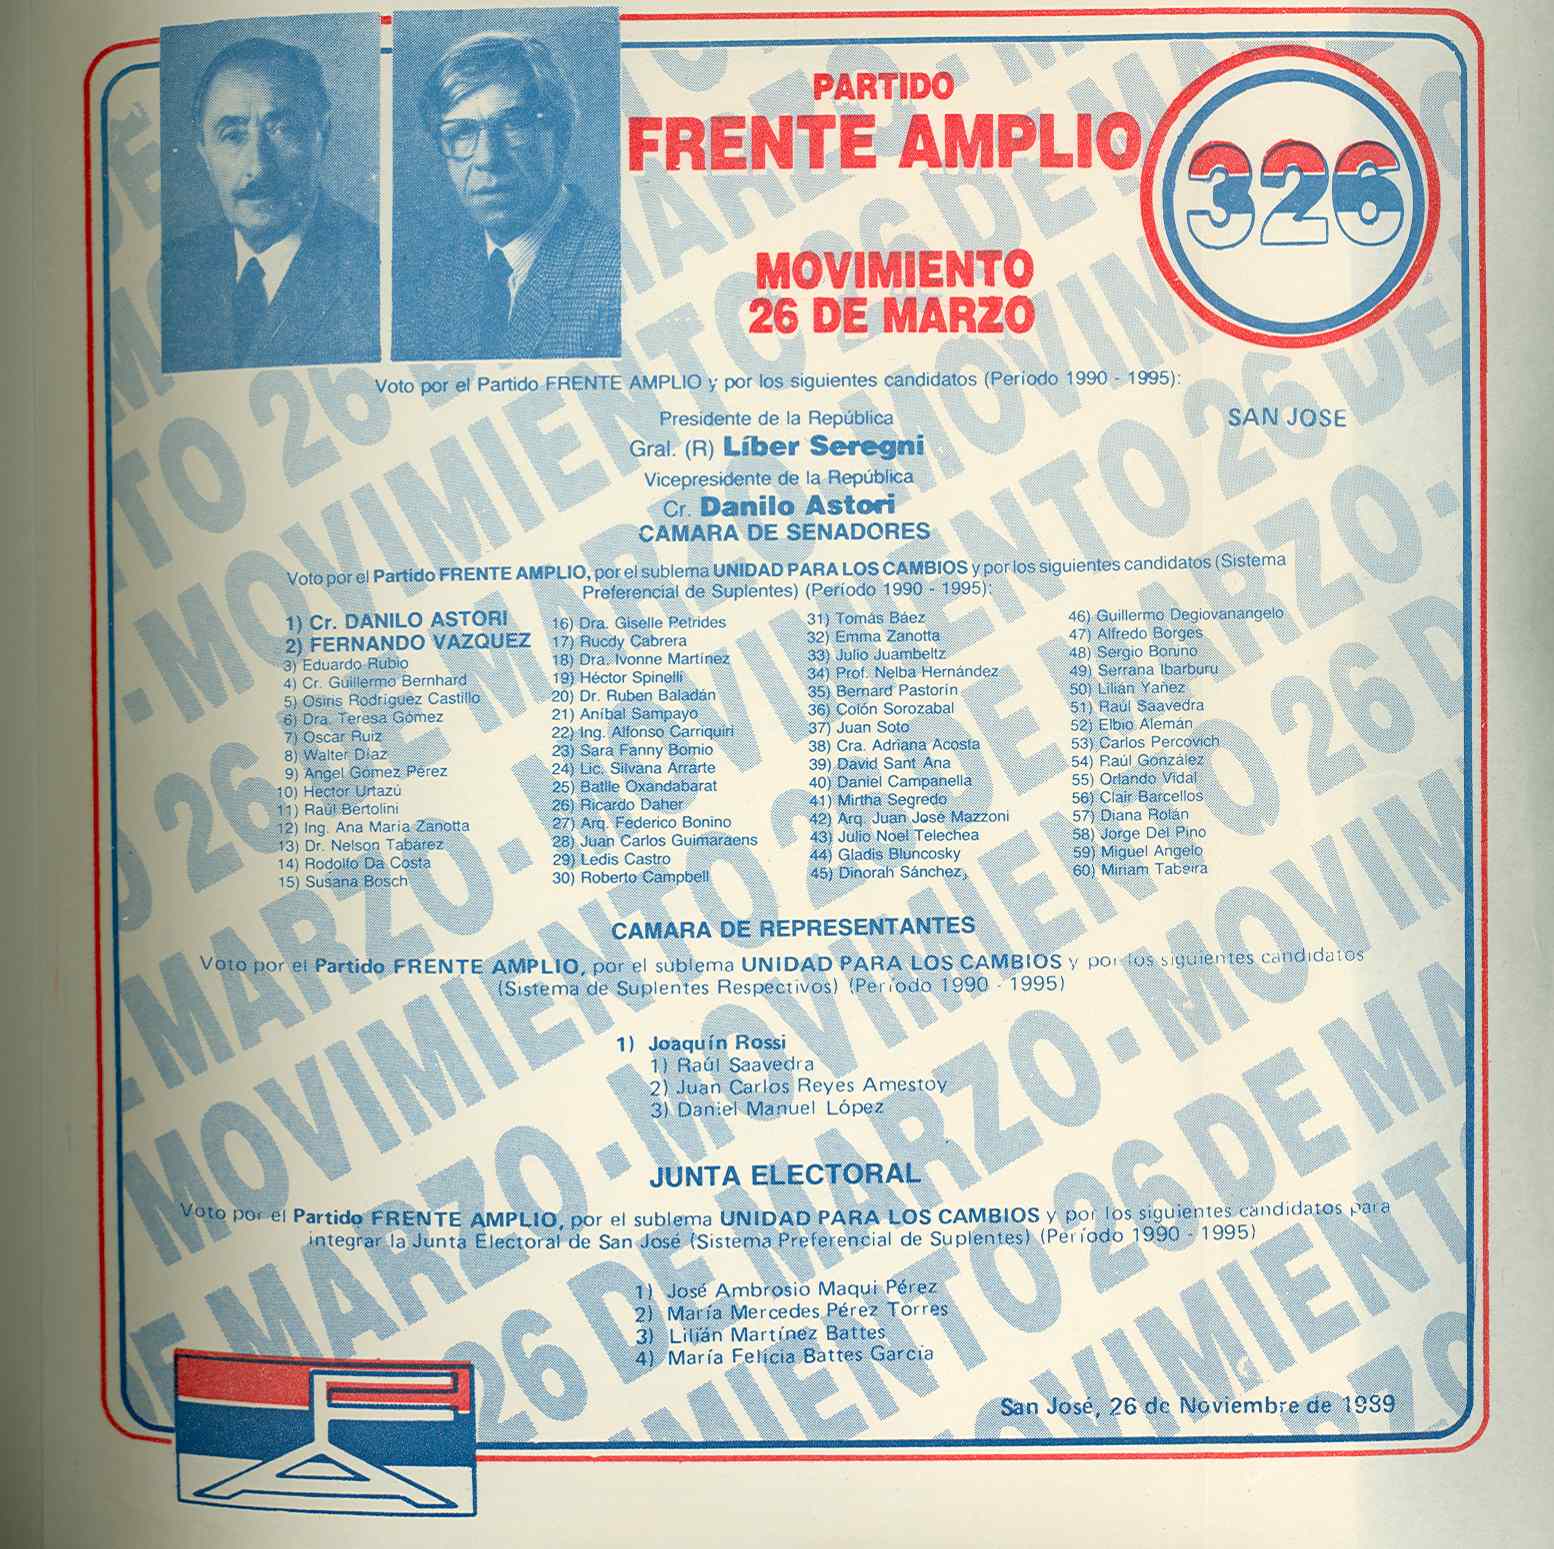 PARTIDO
FRENTE AMPLIO
326
MOVIMIENTO
26 DE MARZO
Voto por el Partido FRENTE AMPLIO y por los siguientes candidatos (Período 1990 - 1995):
SAN JOSE
Presidente de la República
Gral. (R) Líber Seregni
Vicepresidente de la República
Cr. Danilo Astori
CAMARA DE SENADORES
Voto por el Partido FRENTE AMPLIO, por el sublema UNIDAD PARA LOS CAMBIOS y por los siguientes candidatos (Sistema
Preferencial de Suplentes) (Período 1990 - 1995):
1) Cr. DANILO ASTORI
2) FERNANDO VAZQUEZ
3) Eduardo Rubio
4) Cr. Guillermo Bernhard
5) Osiris Rodríguez Castillo
6) Dra. Teresa Gómez
7) Oscar Ruiz
8) Walter Díaz
9) Angel Gómez Pérez
10) Hector Urtazú
11) Raúl Bertolini
12) Ing. Ana María Zanotta
13) Dr. Nelson Tabárez
14) Rodolfo Da Costa
15) Susana Bosch
16) Dra. Giselle Petrides
17) Rucdy Cabrera
18) Dra. Ivonne Martínez
19) Héctor Spinelli
20) Dr. Ruben Baladán
21) Aníbal Sampayo
22) Ing. Alfonso Carriquiri
23) Sara Fanny Bomio
24) Lic. Silvana Arrarte
25) Batlle Oxandabarat
26) Ricardo Daher
27) Arq. Federico Bonino
28) Juan Carlos Guimaraens
29) Ledis Castro
30) Roberto Campbell
31) Tomás Báez
32) Emma Zanotta
33) Julio Juambeltz
34) Prof. Nelba Hernández
35) Bernard Pastorín
36) Colón Sorozabal
37) Juan Soto
38) Cra. Adriana Acosta
39) David Sant Ana
40) Daniel Campanella
41) Mirtha Segredo
42) Arq. Juan José Mazzoni
43) Julio Noel Telechea
44) Gladis Bluncosky
45) Dinorah Sánchez,
46) Guillermo Degiovanangelo
47) Alfredo Borges
48) Sergio Bonino
49) Serrana Ibarburu
50) Lilián Yañez
51) Raúl Saavedra
52) Elbio Alemán
53) Carlos Percovich
54) Raúl González
55) Orlando Vidal
56) Clair Barcellos
57) Diana Rolán
58) Jorge Del Pino
59) Miguel Angelo
60) Miriam Tabeira
CAMARA DE REPRESENTANTES
Voto por el Partido FRENTE AMPLIO, por el sublema UNIDAD PARA LOS CAMBIOS y por los siguientes candidatos
(Sistema de Suplentes Respectivos) (Período 1990 - 1995)
1) Joaquín Rossi
1) Raúl Saavedra
2) Juan Carlos Reyes Amestoy
3) Daniel Manuel López
JUNTA ELECTORAL
Voto por el Partido FRENTE AMPLIO, por el sublema UNIDAD PARA LOS CAMBIOS y por los siguientes candidatos para
integrar la Junta Electoral de San José (Sistema Preferencial de Suplentes) (Período 1990 - 1995)
1) José Ambrosio Maqui Pérez
2) María Mercedes Pérez Torres
3) Lilián Martínez Battes
4) María Felicia Battes García
San José, 26 de Noviembre de 1989
FA